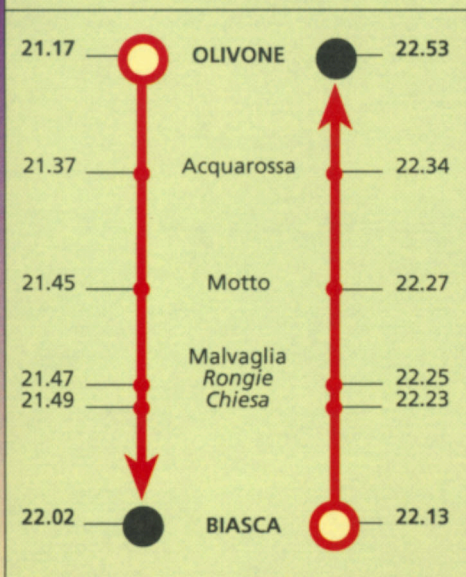 21.17 OLIVONE 22.53
21.37 Acquarossa 22.34
21.45 Motto 22.27
Malvaglia
21.47 Rongie 22.25
21.49 Chiesa 22.23
22.02 BIASCA 22.13